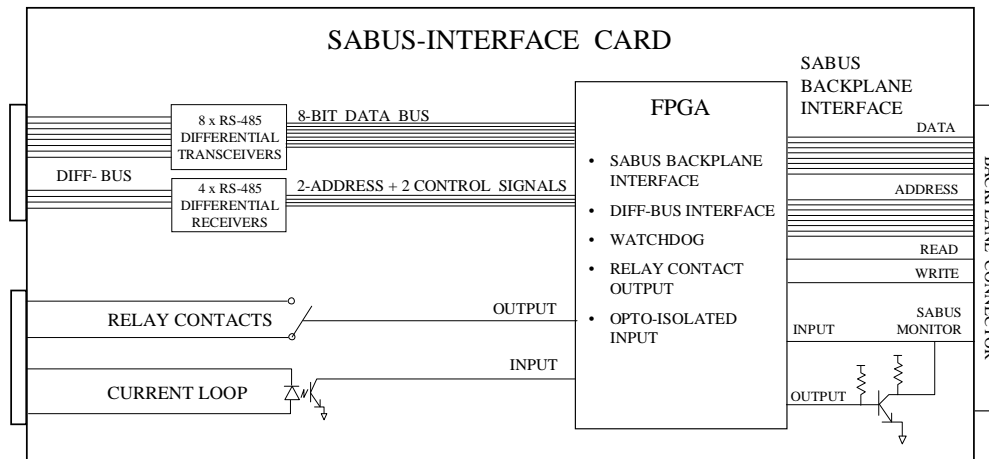 SABUS-INTERFACE CARD
SABUS
BACKPLANE
INTERFACE
8 x RS-485
DIFFERENTIAL
TRANSCEIVERS
8-BIT DATA BUS
DIFF- BUS
4 x RS-485
DIFFERENTIAL
RECEIVERS
2-ADDRESS + 2 CONTROL SIGNALS
FPGA
• SABUS BACKPLANE
INTERFACE
• DIFF-BUS INTERFACE
• WATCHDOG
• RELAY CONTACT
OUTPUT
• OPTO-ISOLATED
INPUT
DATA
ADDRESS
READ
WRITE
SABUS
MONITOR
INPUT
OUTPUT
RELAY CONTACTS
OUTPUT
CURRENT LOOP
INPUT
BACKPLANE CONNECTOR